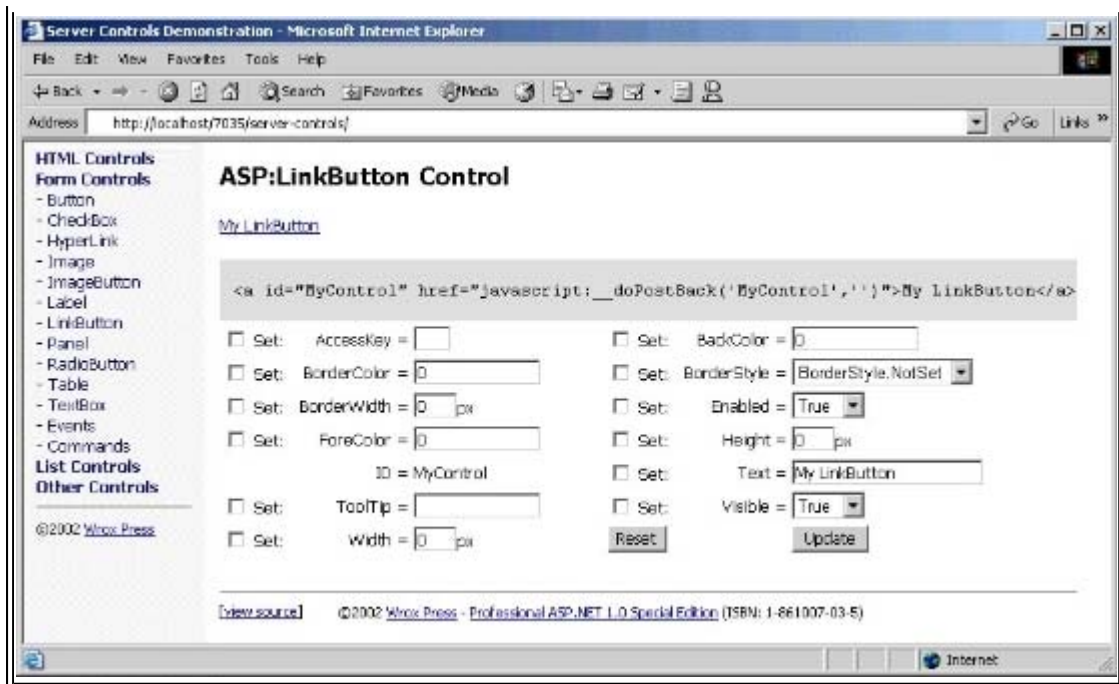 Server Controls Demonstration - Microsoft Internet Explorer
File Edit View Favorites Tools Help
Back Search Favorites Media
Address http://localhost/7035/server-controls/ Go Links »
HTML Controls
Form Controls
- Button
- CheckBox
- HyperLink
- Image
- ImageButton
- Label
- LinkButton
- Panel
- RadioButton
- Table
- TextBox
- Events
- Commands
List Controls
Other Controls
©2002 Wrox Press
ASP:LinkButton Control
My LinkButton
<a id="MyControl" href="javascript:__doPostBack('MyControl','')">My LinkButton</a>
Set: AccessKey = Set: BackColor = 0
Set: BorderColor = 0 Set: BorderStyle = BorderStyle.NotSet
Set: BorderWidth = 0 px Set: Enabled = True
Set: ForeColor = 0 Set: Height = 0 px
ID = MyControl Set: Text = My LinkButton
Set: ToolTip = Set: Visible = True
Set: Width = 0 px Reset Update
[view source] ©2002 Wrox Press - Professional ASP.NET 1.0 Special Edition (ISBN: 1-861007-03-5)
Internet